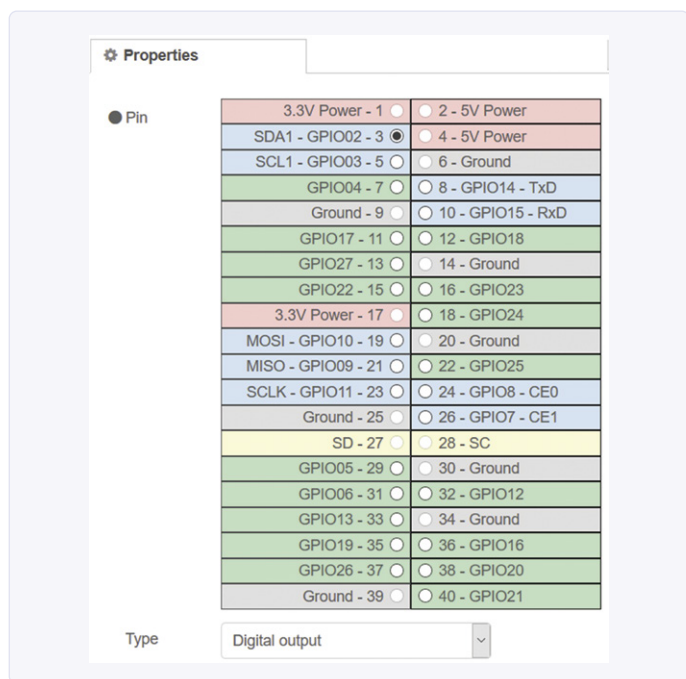 Properties
Pin
3.3V Power - 1 2 - 5V Power
SDA1 - GPIO02 - 3 4 - 5V Power
SCL1 - GPIO03 - 5 6 - Ground
GPIO04 - 7 8 - GPIO14 - TxD
Ground - 9 10 - GPIO15 - RxD
GPIO17 - 11 12 - GPIO18
GPIO27 - 13 14 - Ground
GPIO22 - 15 16 - GPIO23
3.3V Power - 17 18 - GPIO24
MOSI - GPIO10 - 19 20 - Ground
MISO - GPIO09 - 21 22 - GPIO25
SCLK - GPIO11 - 23 24 - GPIO8 - CE0
Ground - 25 26 - GPIO7 - CE1
SD - 27 28 - SC
GPIO05 - 29 30 - Ground
GPIO06 - 31 32 - GPIO12
GPIO13 - 33 34 - Ground
GPIO19 - 35 36 - GPIO16
GPIO26 - 37 38 - GPIO20
Ground - 39 40 - GPIO21
Type Digital output